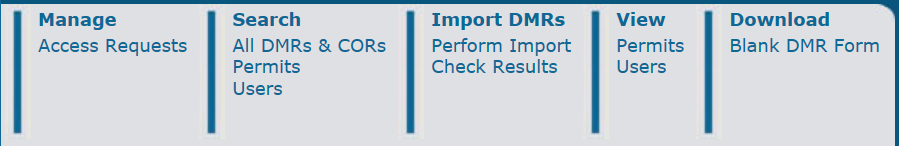 Manage
Access Requests
Search
All DMRs & CORs
Permits
Users
Import DMRs
Perform Import
Check Results
View
Permits
Users
Download
Blank DMR Form